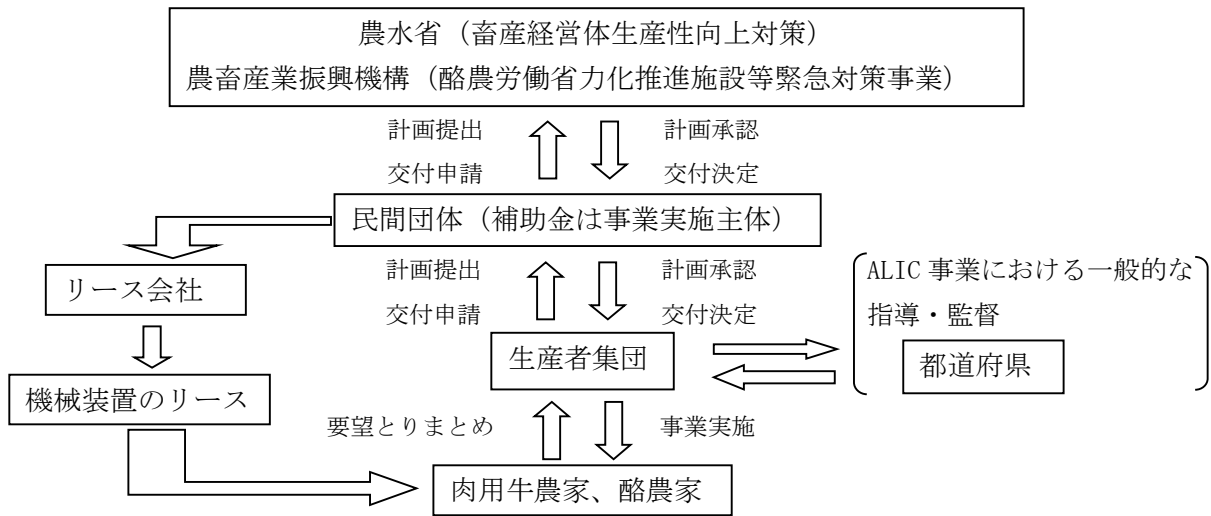 農水省（畜産経営体生産性向上対策）
農畜産業振興機構（酪農労働省力化推進施設等緊急対策事業）
計画提出
交付申請
計画承認
交付決定
民間団体（補助金は事業実施主体）
リース会社
計画提出
交付申請
計画承認
交付決定
ALIC 事業における一般的な
指導・監督
生産者集団
都道府県
機械装置のリース
要望とりまとめ
事業実施
肉用牛農家、酪農家